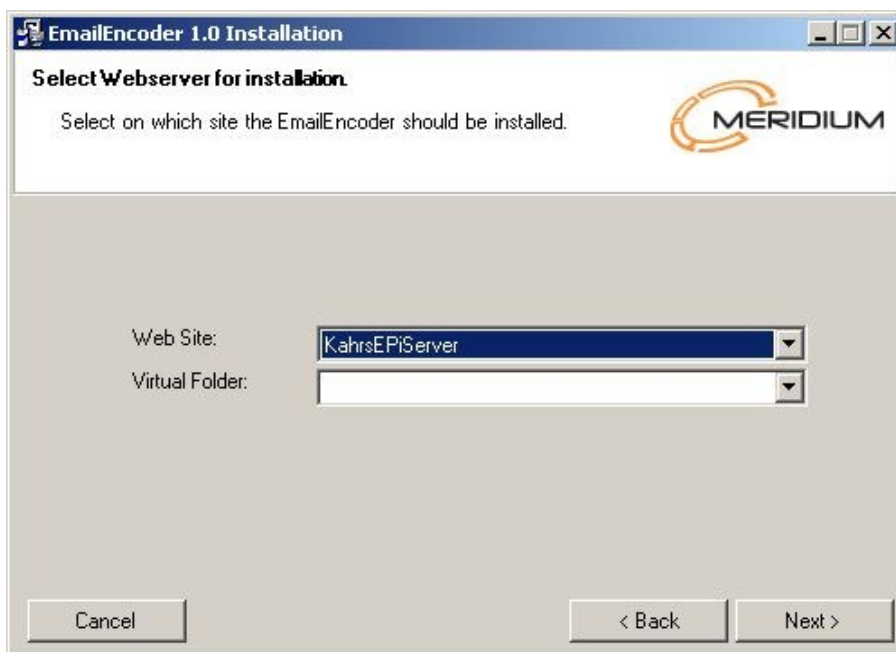 EmailEncoder 1.0 Installation
Select Webserver for installation.
Select on which site the EmailEncoder should be installed.
MERIDIUM
Web Site:
KahrsEPiServer
Virtual Folder:
Cancel
< Back
Next >